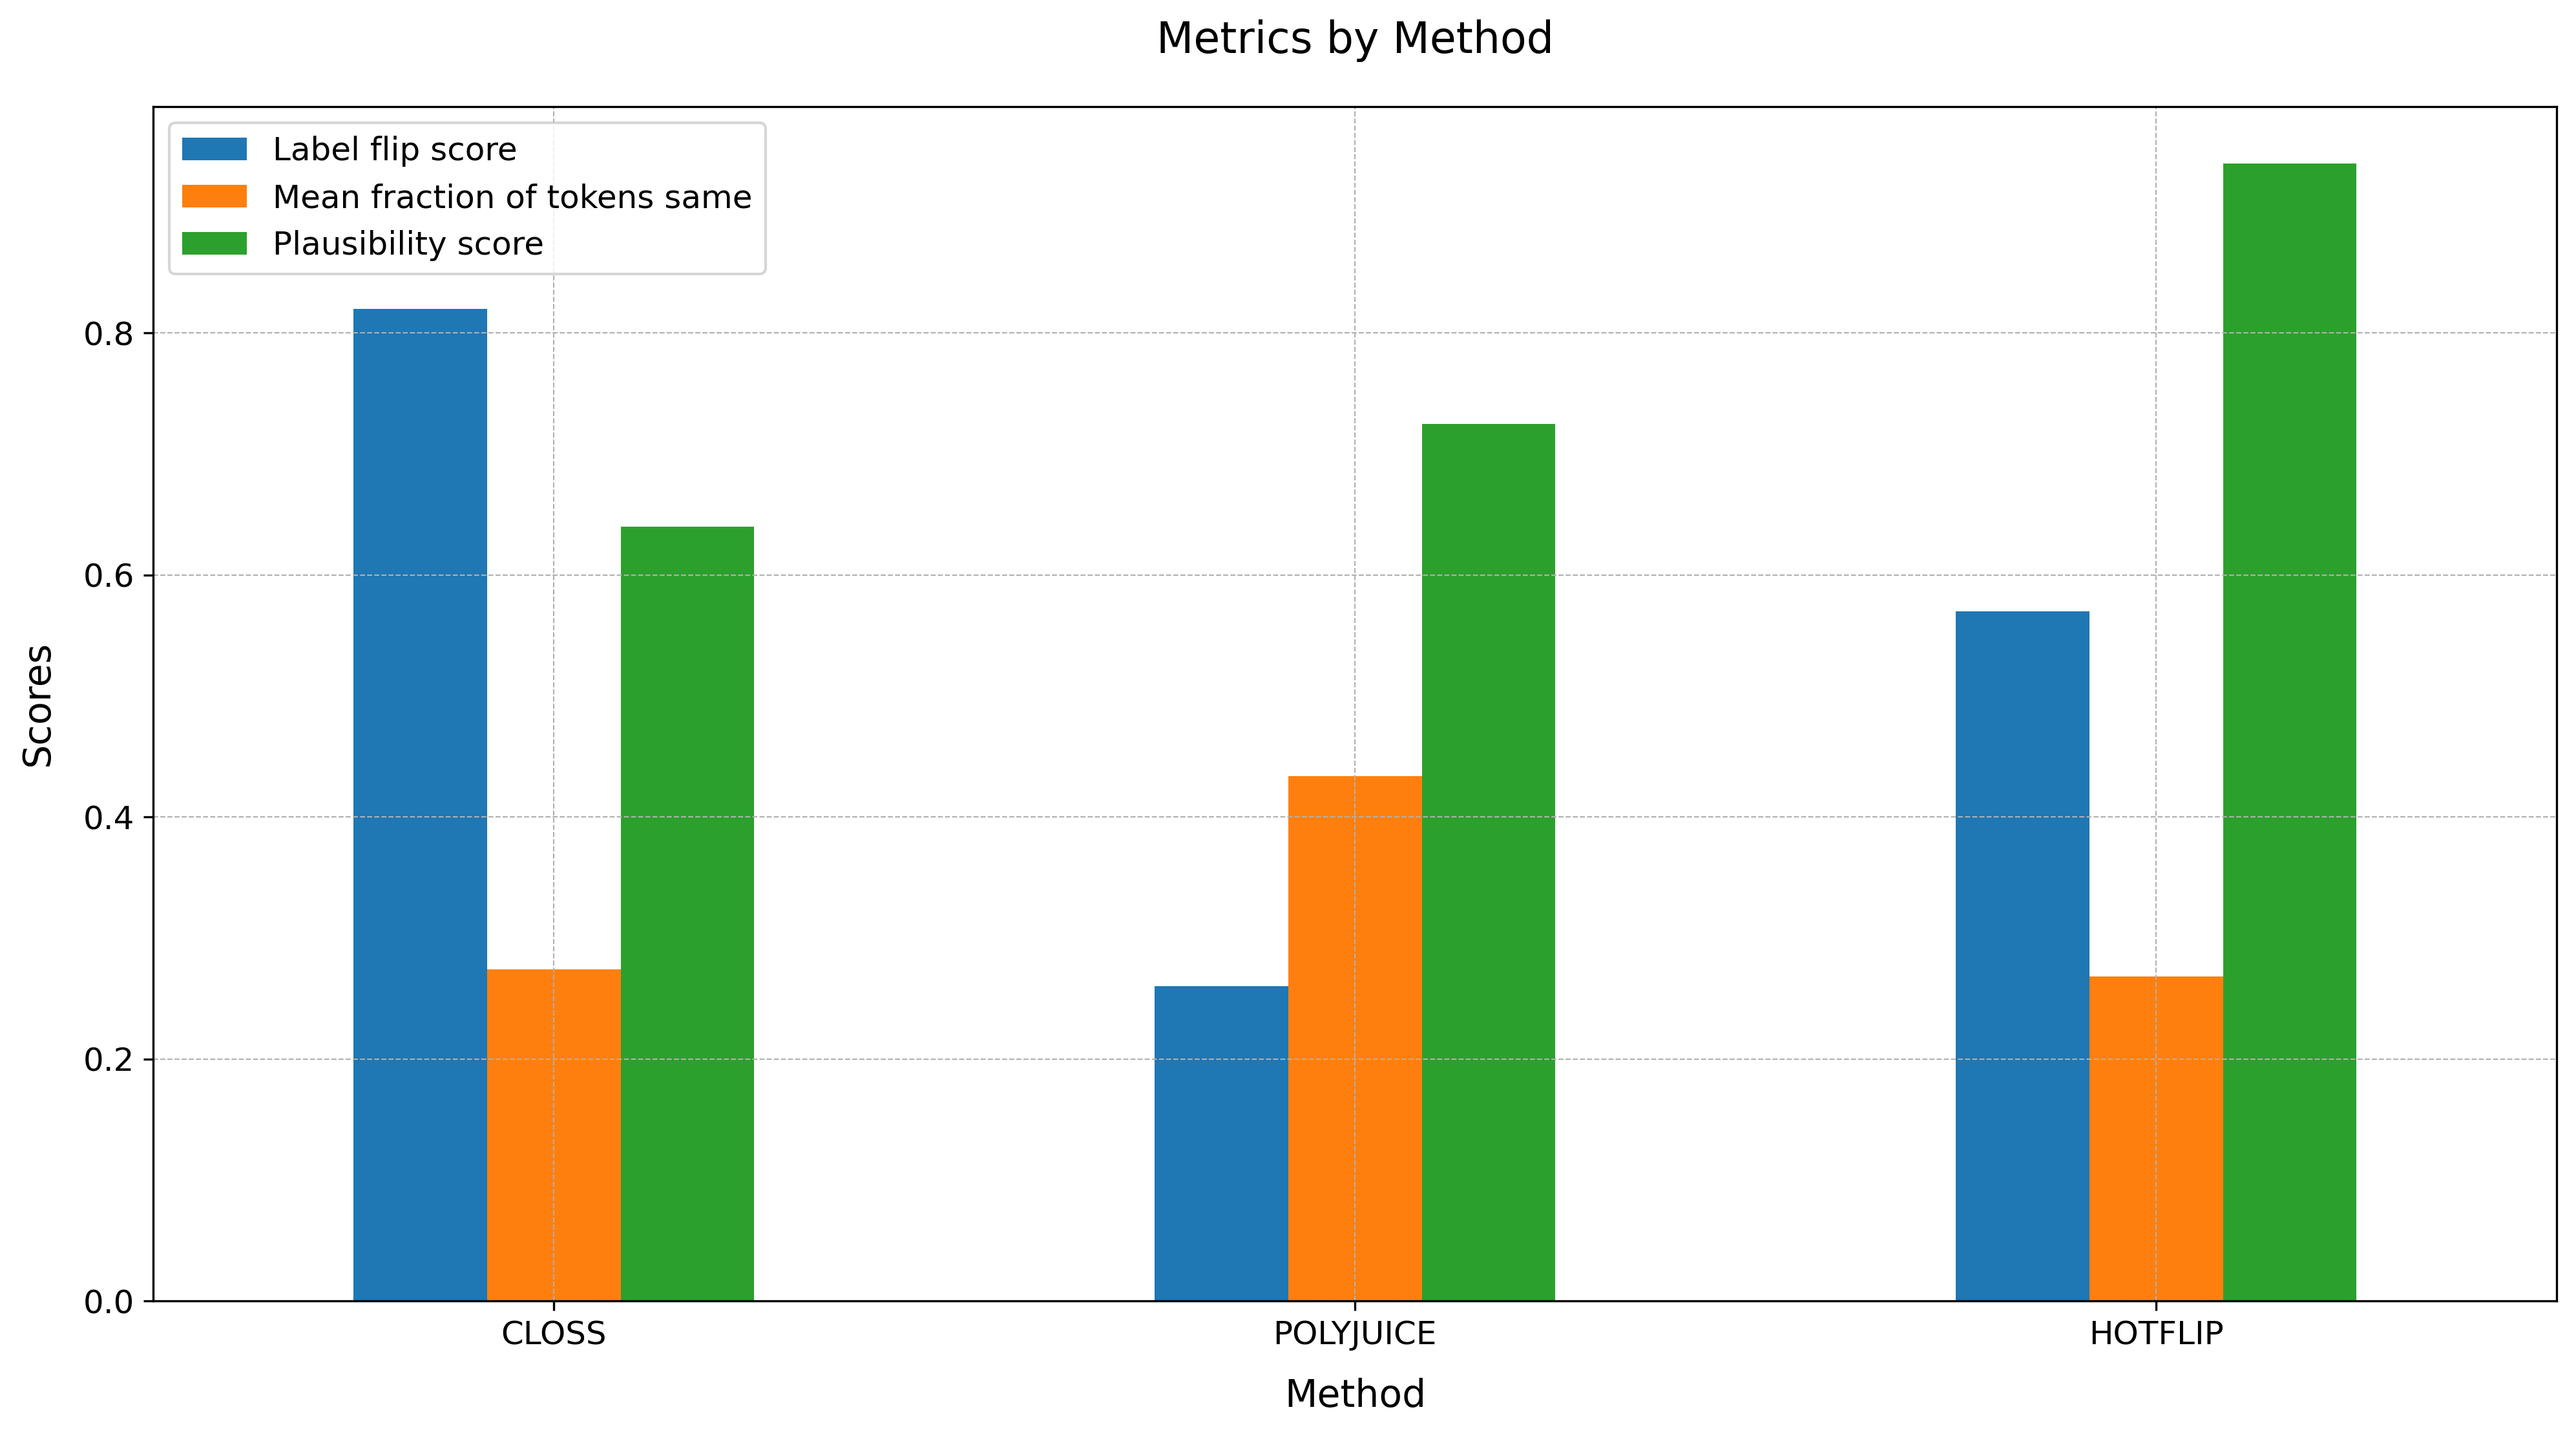 Metrics by Method
Label flip score
Mean fraction of tokens same
Plausibility score
Scores
0.8
0.6
0.4
0.2
0.0
CLOSS
POLYJUICE
HOTFLIP
Method